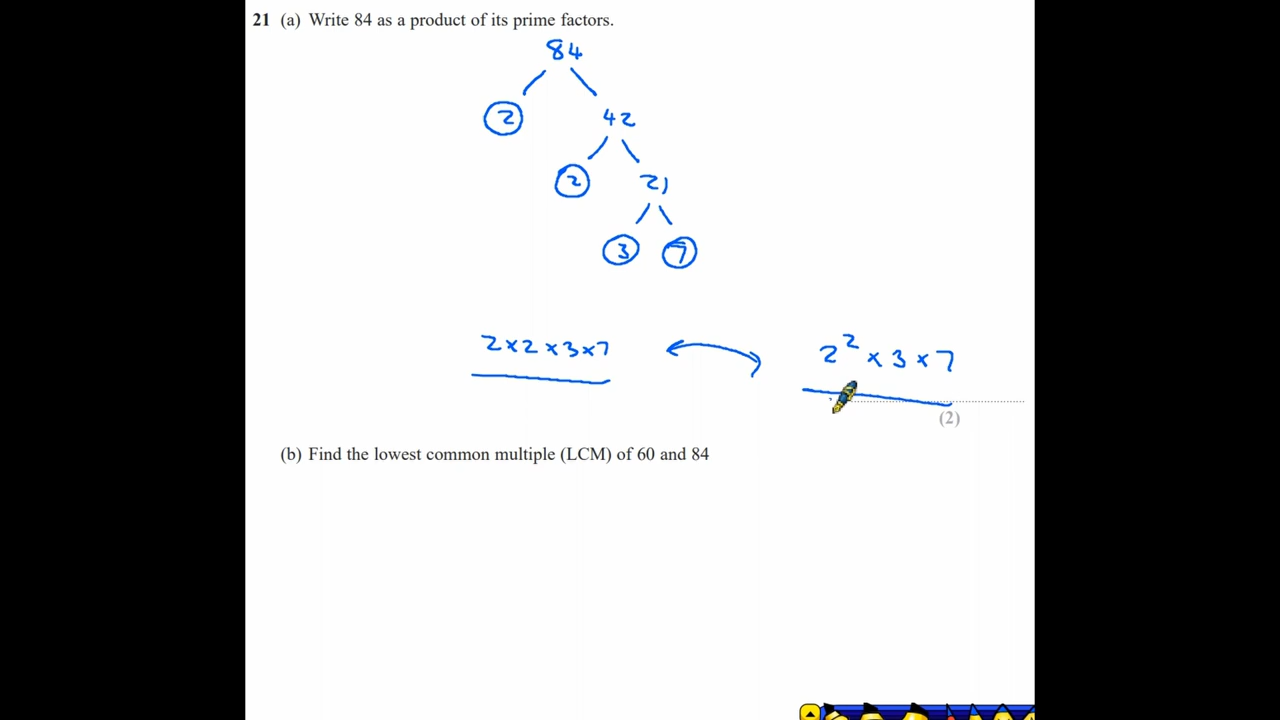 21 (a) Write 84 as a product of its prime factors.
84
2 42
2 21
3 7
2×2×3×7 2² × 3 × 7
(2)
(b) Find the lowest common multiple (LCM) of 60 and 84